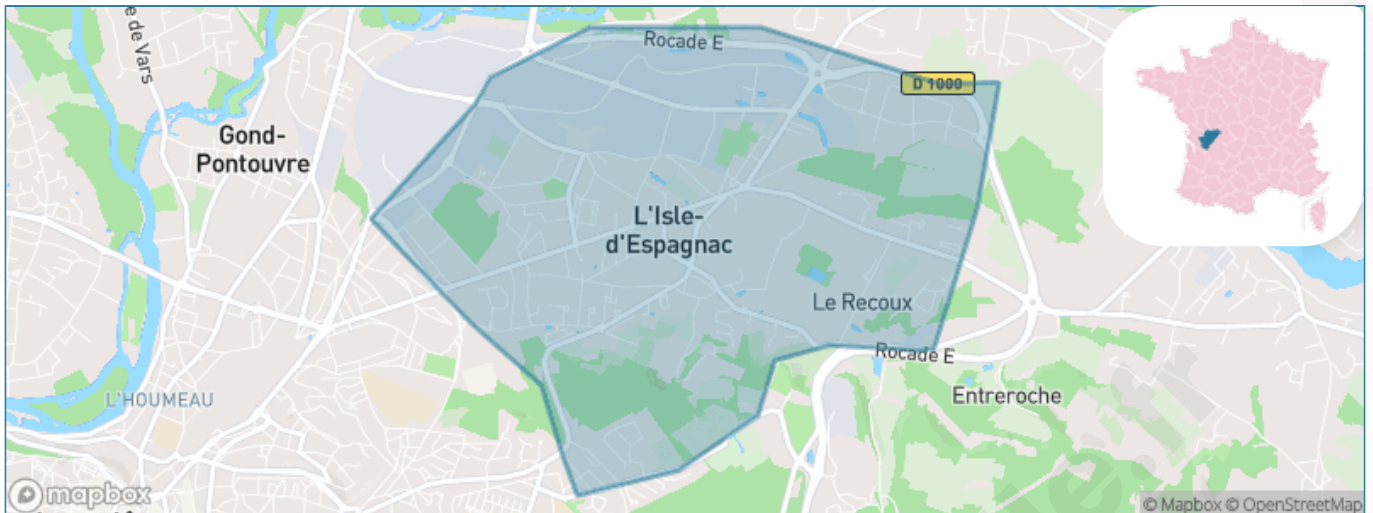 e de Vars
Rocade E
D 1000
Gond-
Pontouvre
L'Isle-
d'Espagnac
Le Recoux
Rocade E
Entreroche
L'HOUMEAU
mapbox
© Mapbox © OpenStreetMap